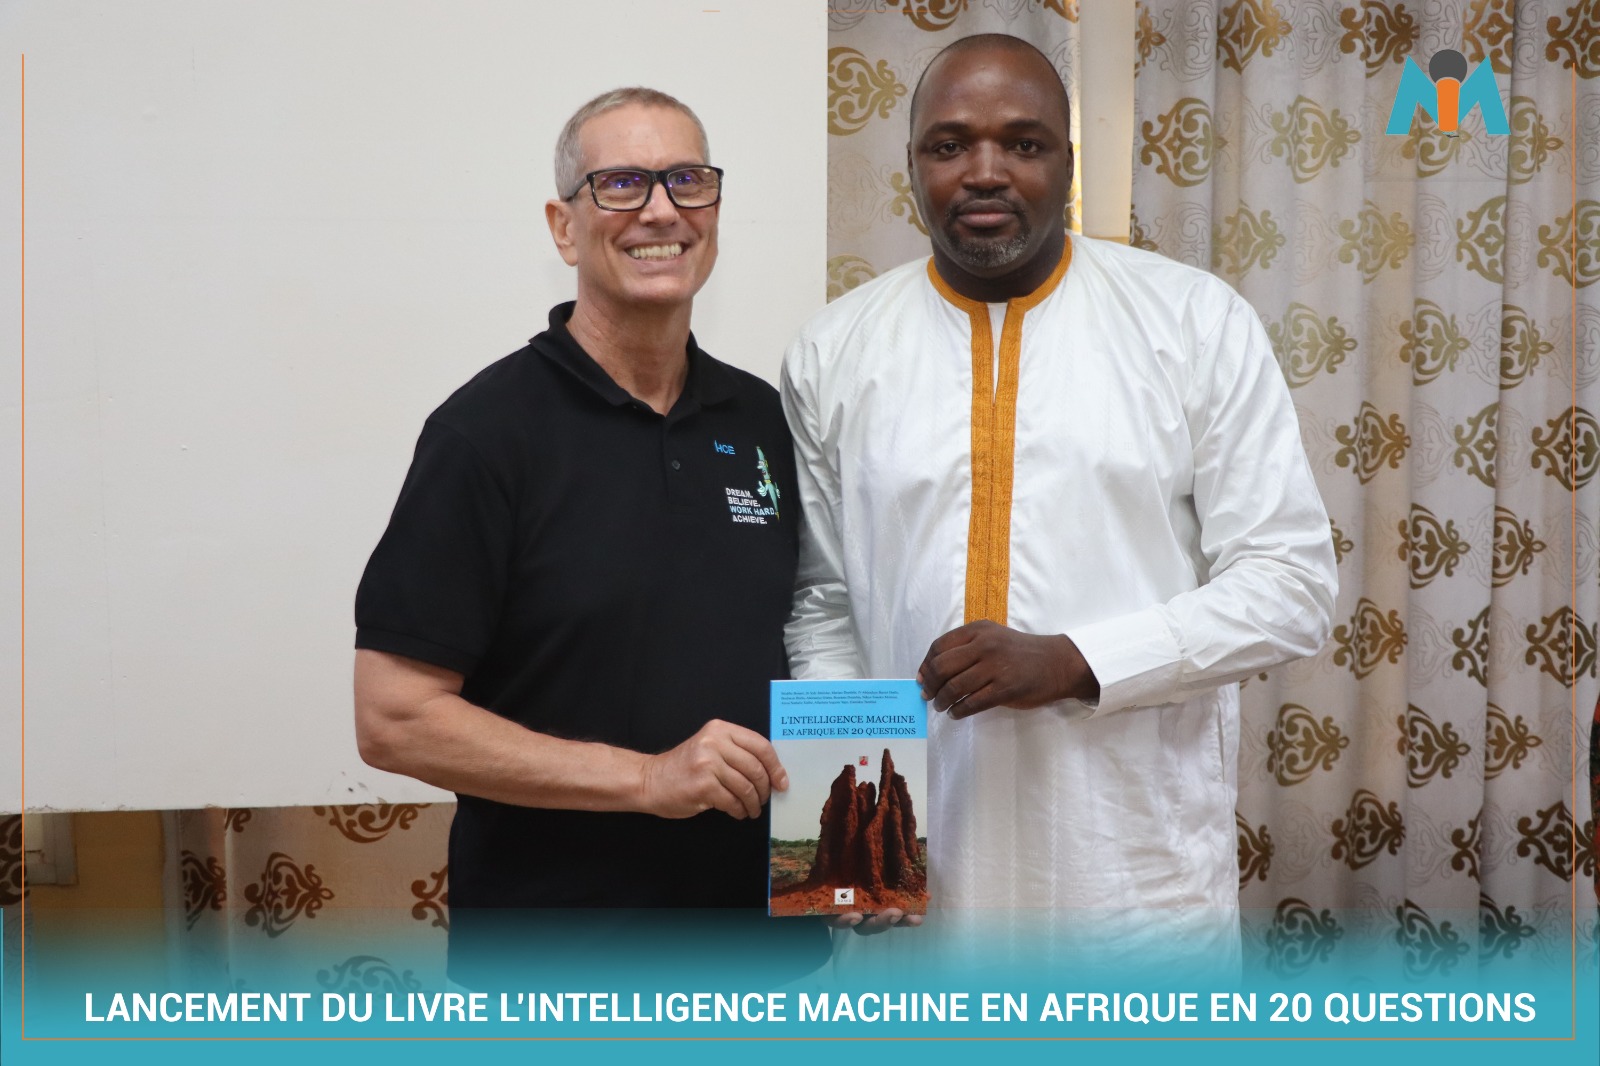 HCE
DREAM.
BELIEVE.
WORK HARD.
ACHIEVE.
L'INTELLIGENCE MACHINE
EN AFRIQUE EN 20 QUESTIONS
LANCEMENT DU LIVRE L'INTELLIGENCE MACHINE EN AFRIQUE EN 20 QUESTIONS